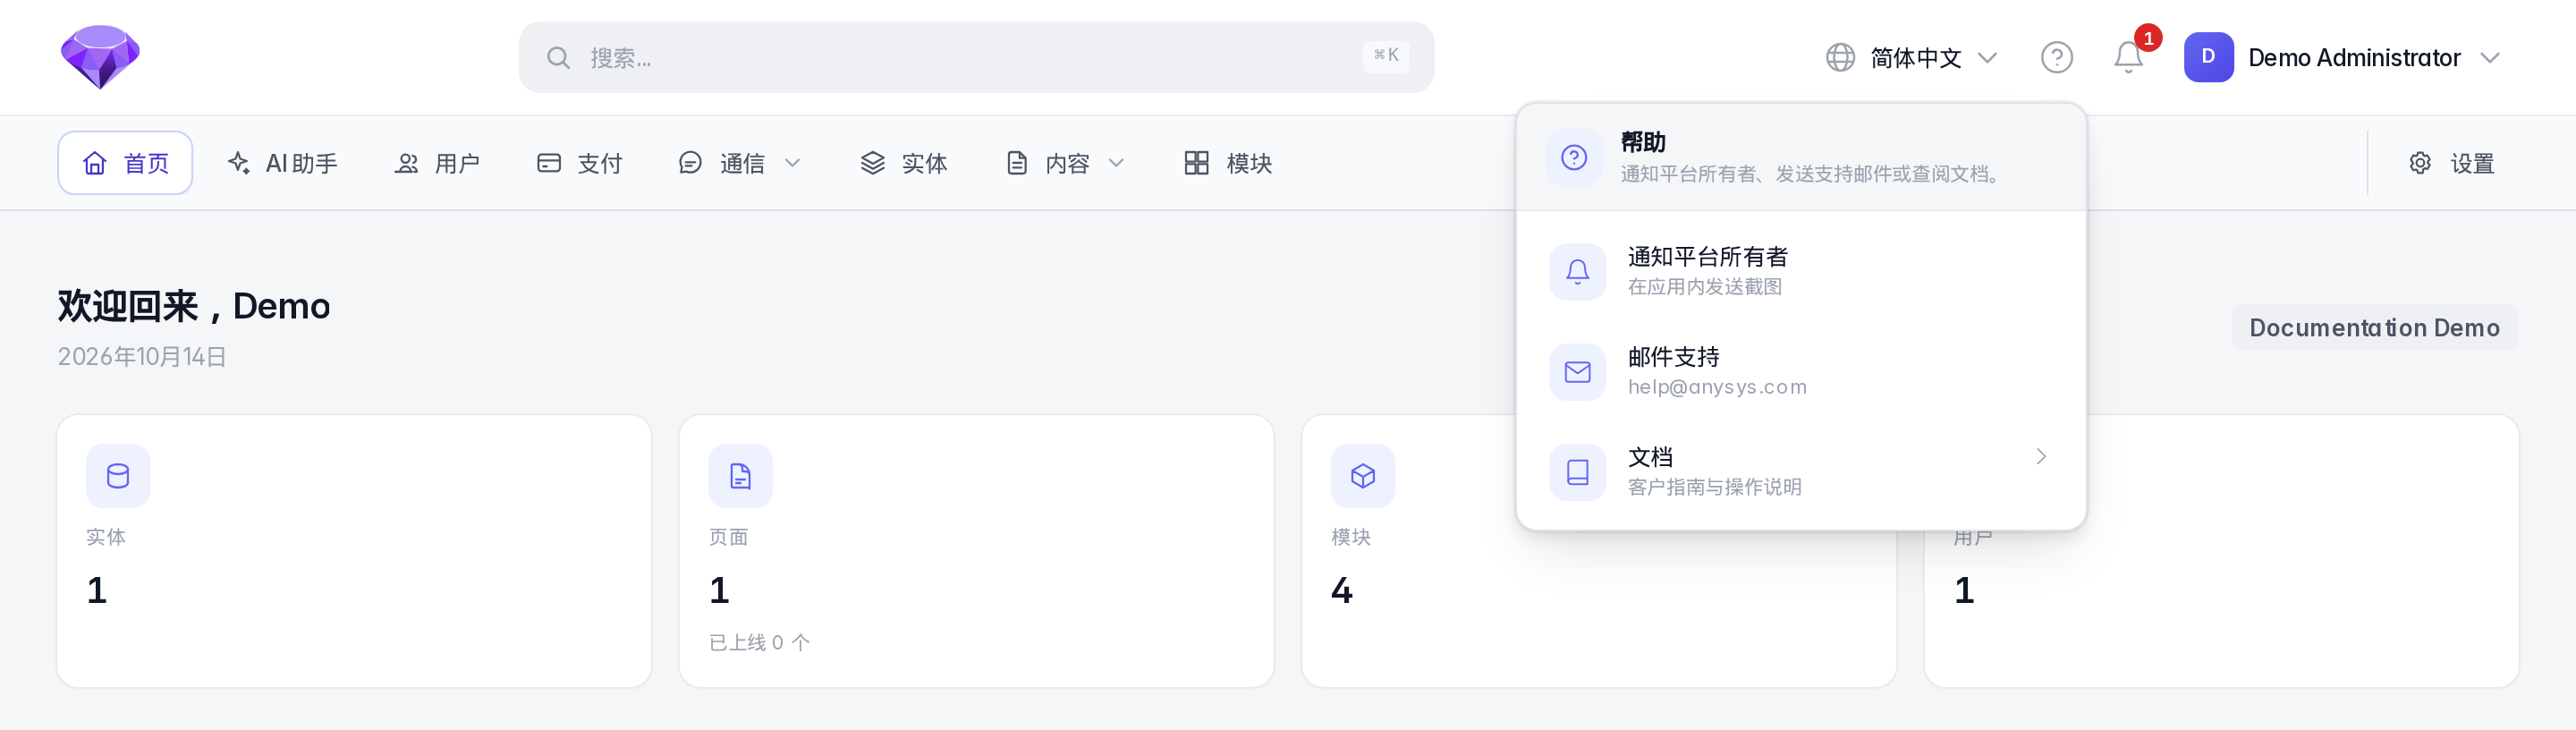 搜索...
⌘K
简体中文
1
D
Demo Administrator
首页
AI 助手
用户
支付
通信
实体
内容
模块
设置
帮助
通知平台所有者、发送支持邮件或查阅文档。
通知平台所有者
在应用内发送截图
邮件支持
help@anysys.com
文档
客户指南与操作说明
欢迎回来，Demo
2026年10月14日
Documentation Demo
实体
1
页面
1
已上线 0 个
模块
4
用户
1